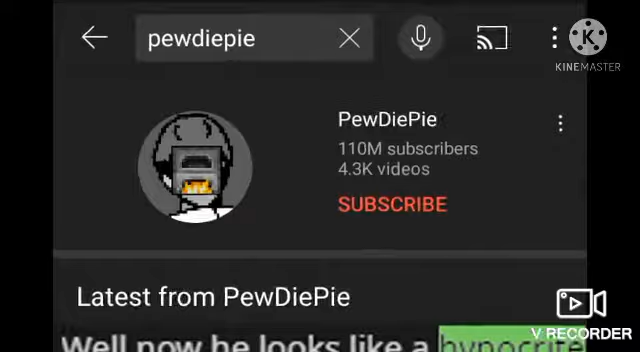 pewdiepie
KINEMASTER
PewDiePie
110M subscribers
4.3K videos
SUBSCRIBE
Latest from PewDiePie
Well now he looks like a hypocrite
V RECORDER